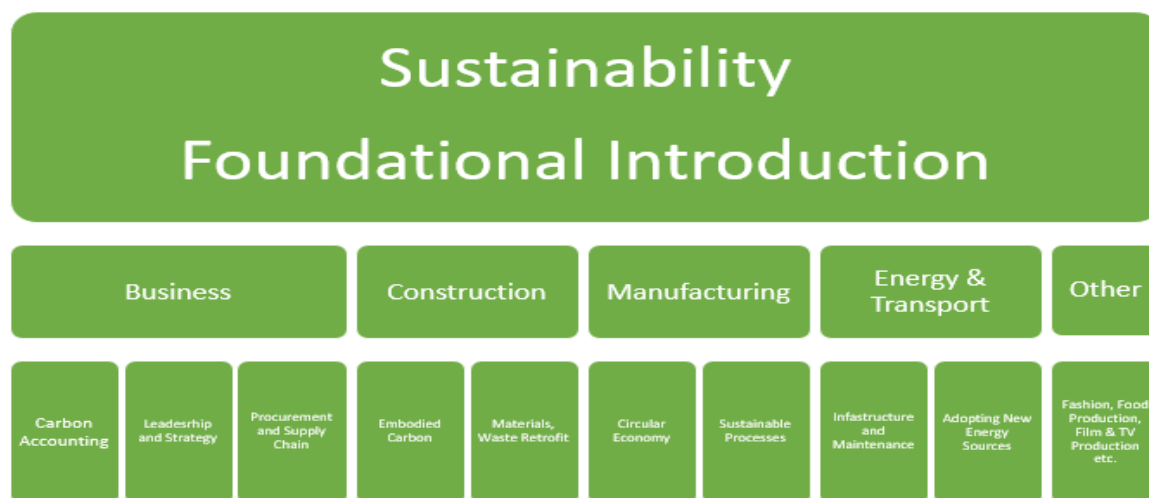 Sustainability
Foundational Introduction
Business
Construction
Manufacturing
Energy &
Transport
Other
Carbon
Accounting
Leadesrhip
and Strategy
Procurement
and Supply
Chain
Embodied
Carbon
Materials,
Waste Retrofit
Circular
Economy
Sustainable
Processes
Infastructure
and
Maintenance
Adopting New
Energy
Sources
Fashion, Food
Production,
Film & TV
Production
etc.